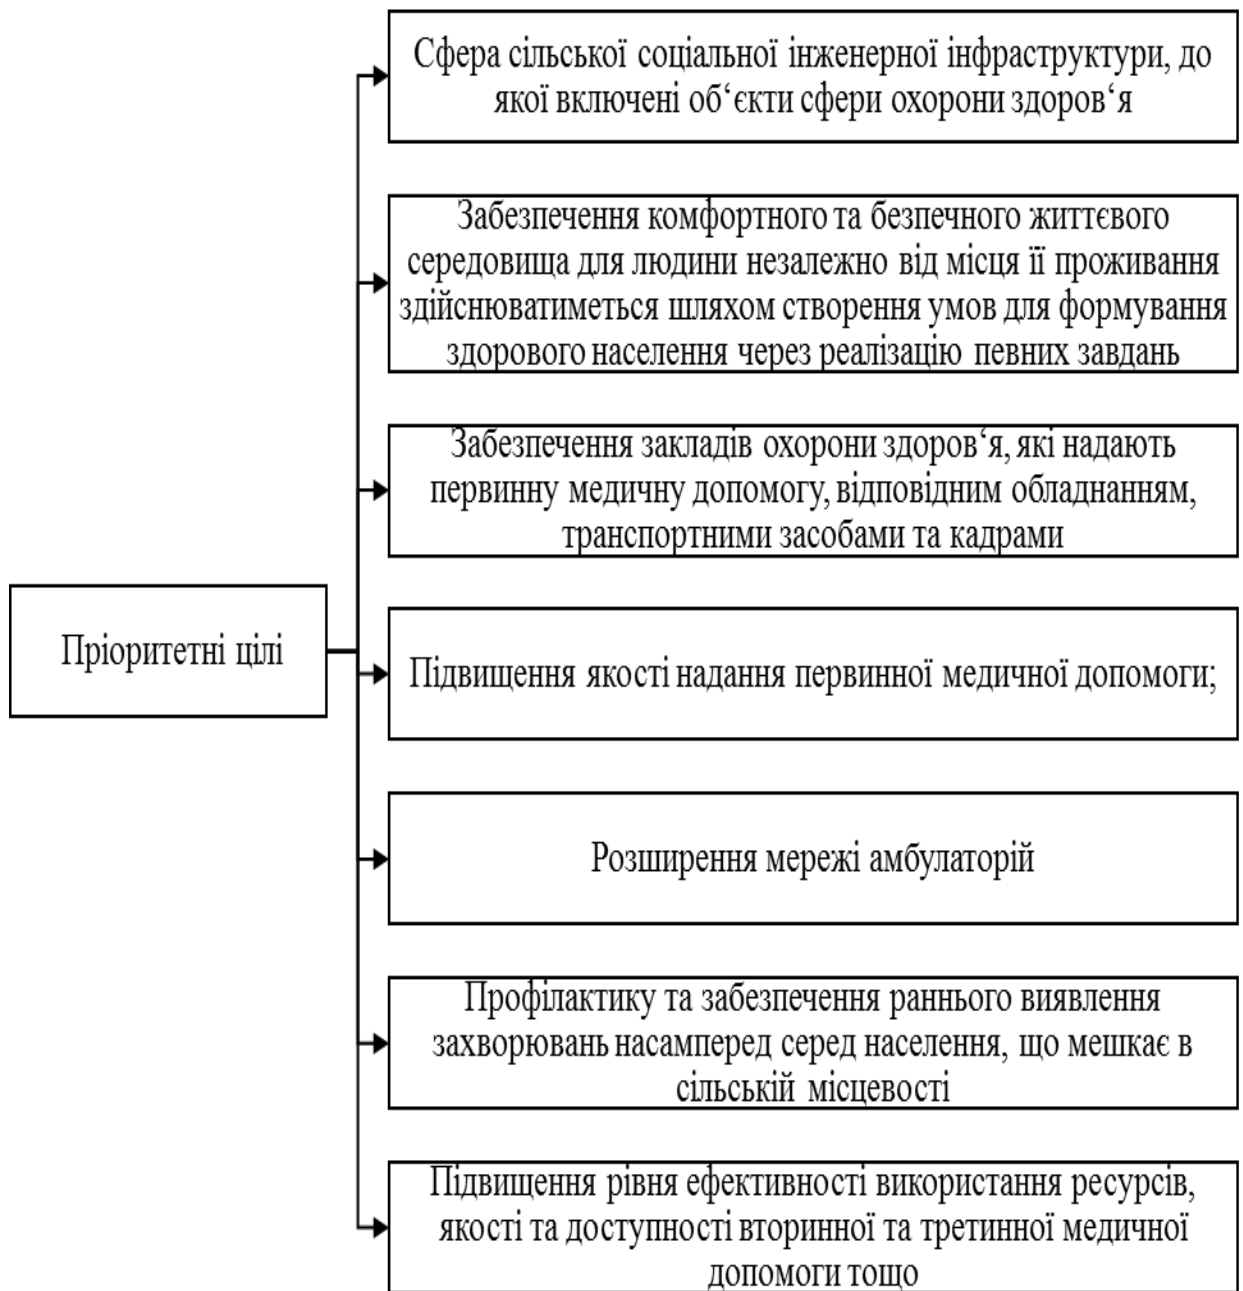 Сфера сільської соціальної інженерної інфраструктури, до
якої включені об‘єкти сфери охорони здоров‘я
Забезпечення комфортного та безпечного життєвого
середовища для людини незалежно від місця її проживання
здійснюватиметься шляхом створення умов для формування
здорового населення через реалізацію певних завдань
Забезпечення закладів охорони здоров‘я, які надають
первинну медичну допомогу, відповідним обладнанням,
транспортними засобами та кадрами
Пріоритетні цілі
Підвищення якості надання первинної медичної допомоги;
Розширення мережі амбулаторій
Профілактику та забезпечення раннього виявлення
захворювань насамперед серед населення, що мешкає в
сільській місцевості
Підвищення рівня ефективності використання ресурсів,
якості та доступності вторинної та третинної медичної
допомоги тощо